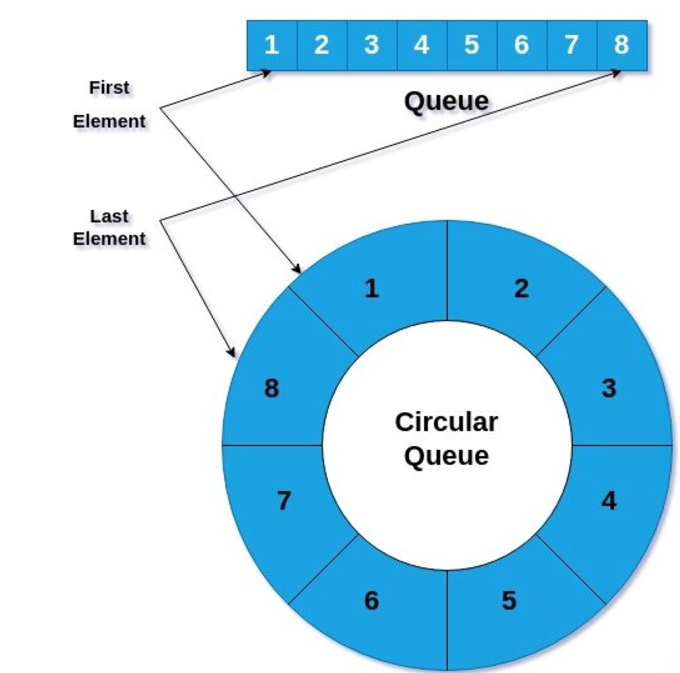 1 2 3 4 5 6 7 8
First
Element
Queue
Last
Element
1 2
8 3
Circular
Queue
7 4
6 5